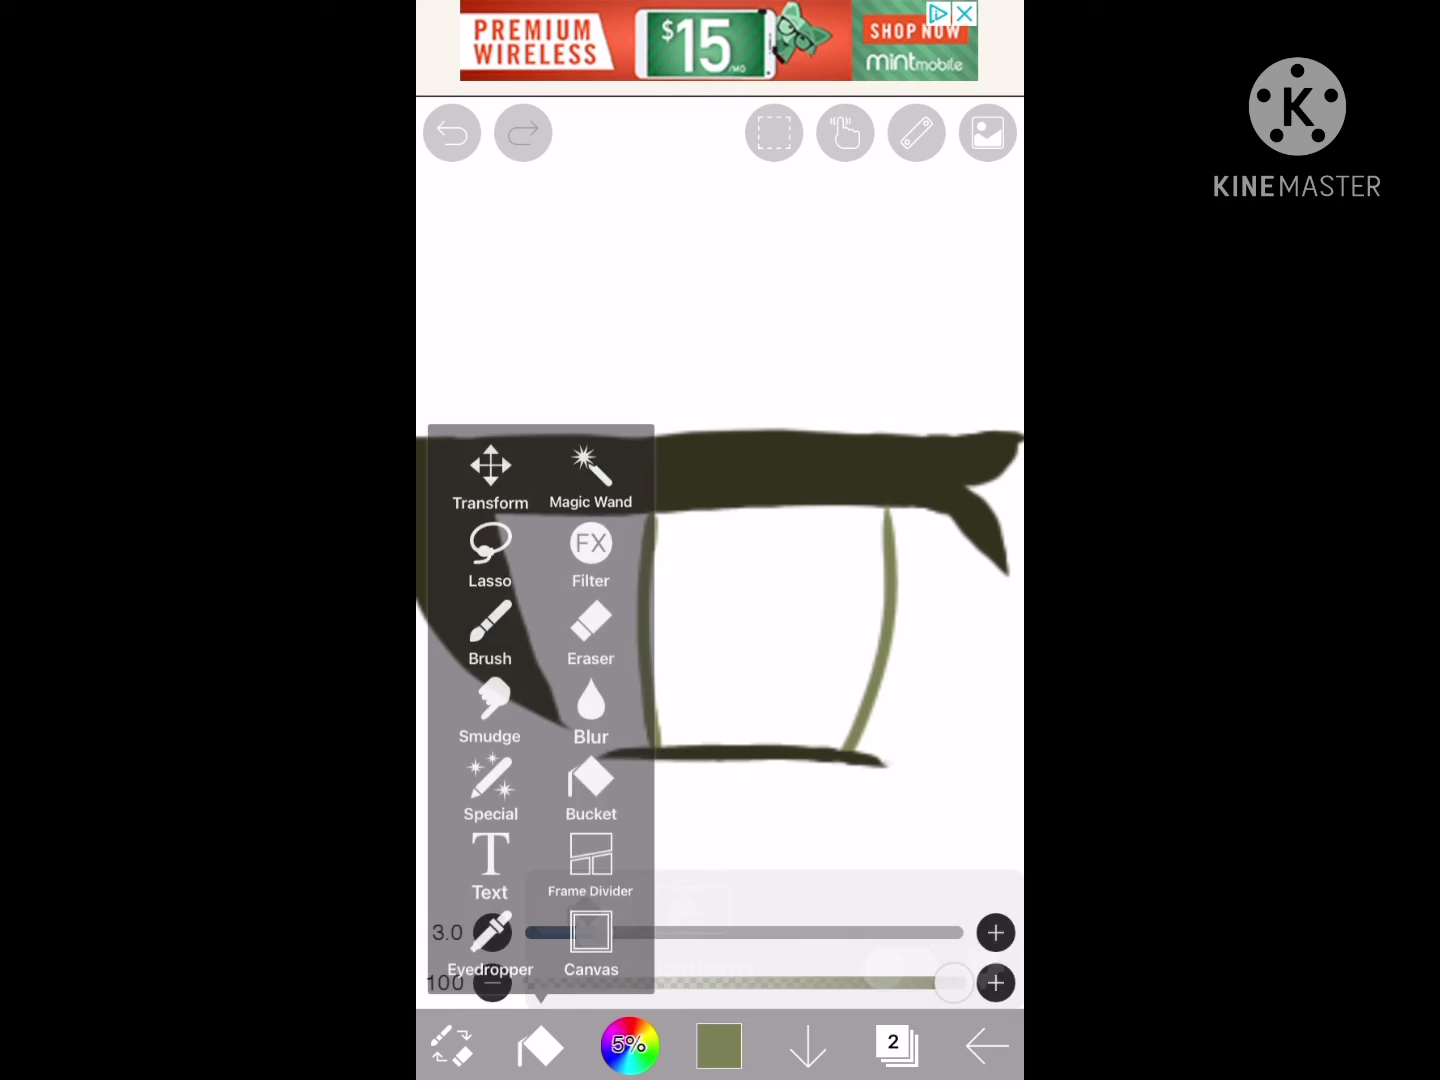 PREMIUM
WIRELESS
$15/MO
SHOP NOW
mintmobile
K
KINEMASTER
Transform Magic Wand
Lasso FX Filter
Brush Eraser
Smudge Blur
Special Bucket
T Text Frame Divider
3.0
Eyedropper Canvas
100
5%
2